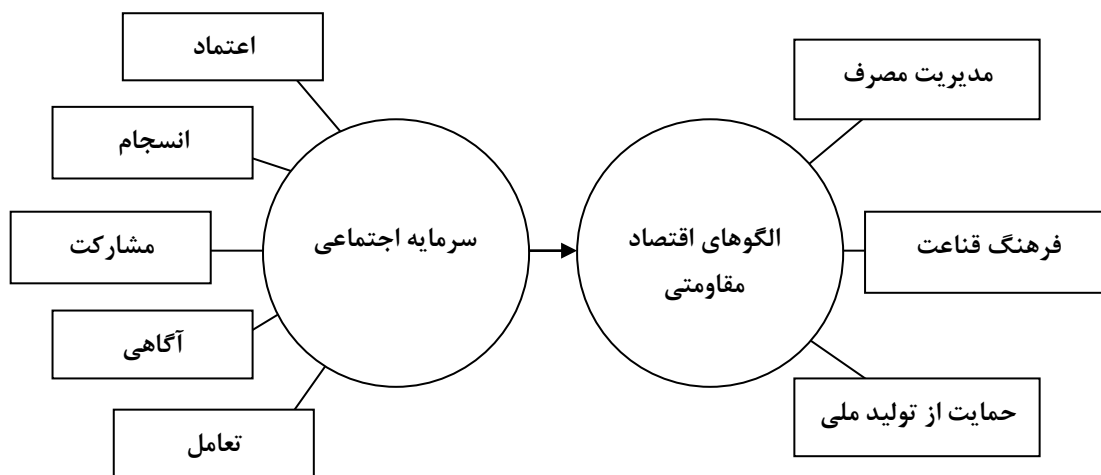 اعتماد
انسجام
مشارکت
آگاهی
تعامل
سرمایه اجتماعی
الگوهای اقتصاد
مقاومتی
مدیریت مصرف
فرهنگ قناعت
حمایت از تولید ملی